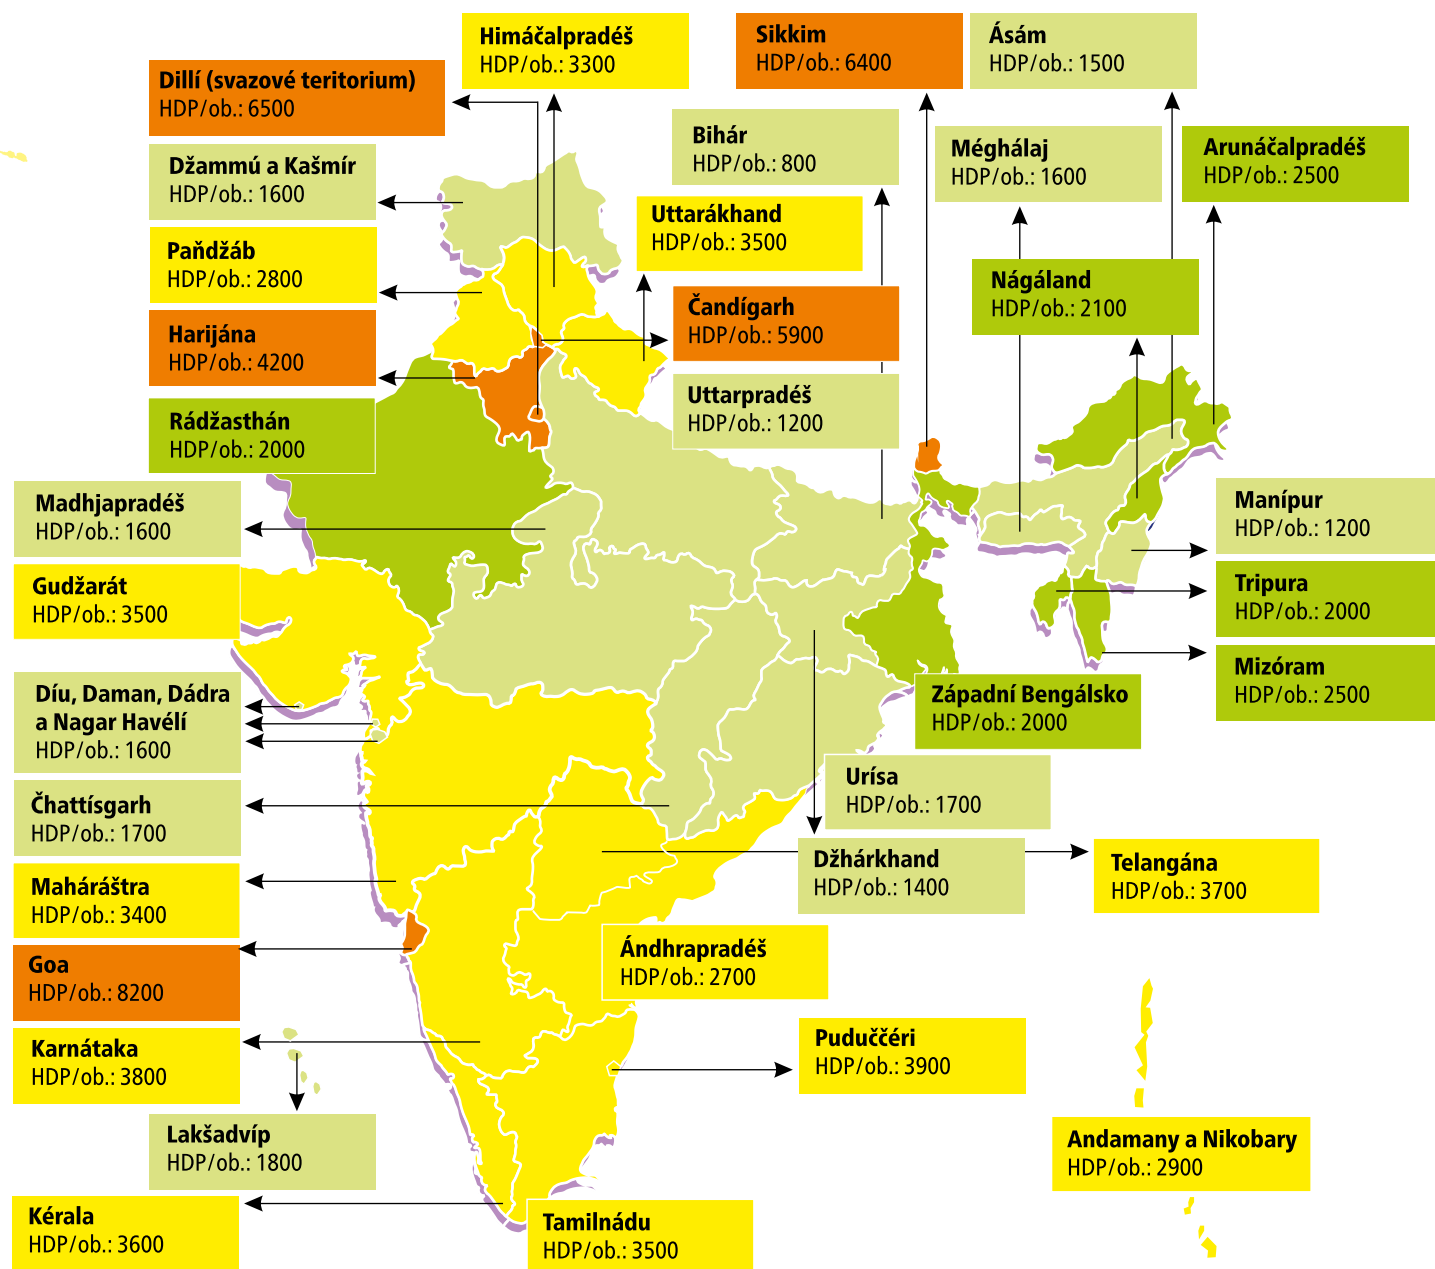 Himáčalpradéš
HDP/ob.: 3300
Sikkim
HDP/ob.: 6400
Ásám
HDP/ob.: 1500
Dillí (svazové teritorium)
HDP/ob.: 6500
Bihár
HDP/ob.: 800
Méghálaj
HDP/ob.: 1600
Arunáčalpradéš
HDP/ob.: 2500
Džammú a Kašmír
HDP/ob.: 1600
Uttarákhand
HDP/ob.: 3500
Paňdžáb
HDP/ob.: 2800
Nágáland
HDP/ob.: 2100
Čandígarh
HDP/ob.: 5900
Harijána
HDP/ob.: 4200
Uttarpradéš
HDP/ob.: 1200
Rádžasthán
HDP/ob.: 2000
Madhjapradéš
HDP/ob.: 1600
Manípur
HDP/ob.: 1200
Gudžarát
HDP/ob.: 3500
Tripura
HDP/ob.: 2000
Mizóram
HDP/ob.: 2500
Díu, Daman, Dádra
a Nagar Havélí
HDP/ob.: 1600
Západní Bengálsko
HDP/ob.: 2000
Urísa
HDP/ob.: 1700
Čhattísgarh
HDP/ob.: 1700
Džhárkhand
HDP/ob.: 1400
Telangána
HDP/ob.: 3700
Maháráštra
HDP/ob.: 3400
Ándhrapradéš
HDP/ob.: 2700
Goa
HDP/ob.: 8200
Karnátaka
HDP/ob.: 3800
Puduččéri
HDP/ob.: 3900
Lakšadvíp
HDP/ob.: 1800
Andamany a Nikobary
HDP/ob.: 2900
Kérala
HDP/ob.: 3600
Tamilnádu
HDP/ob.: 3500